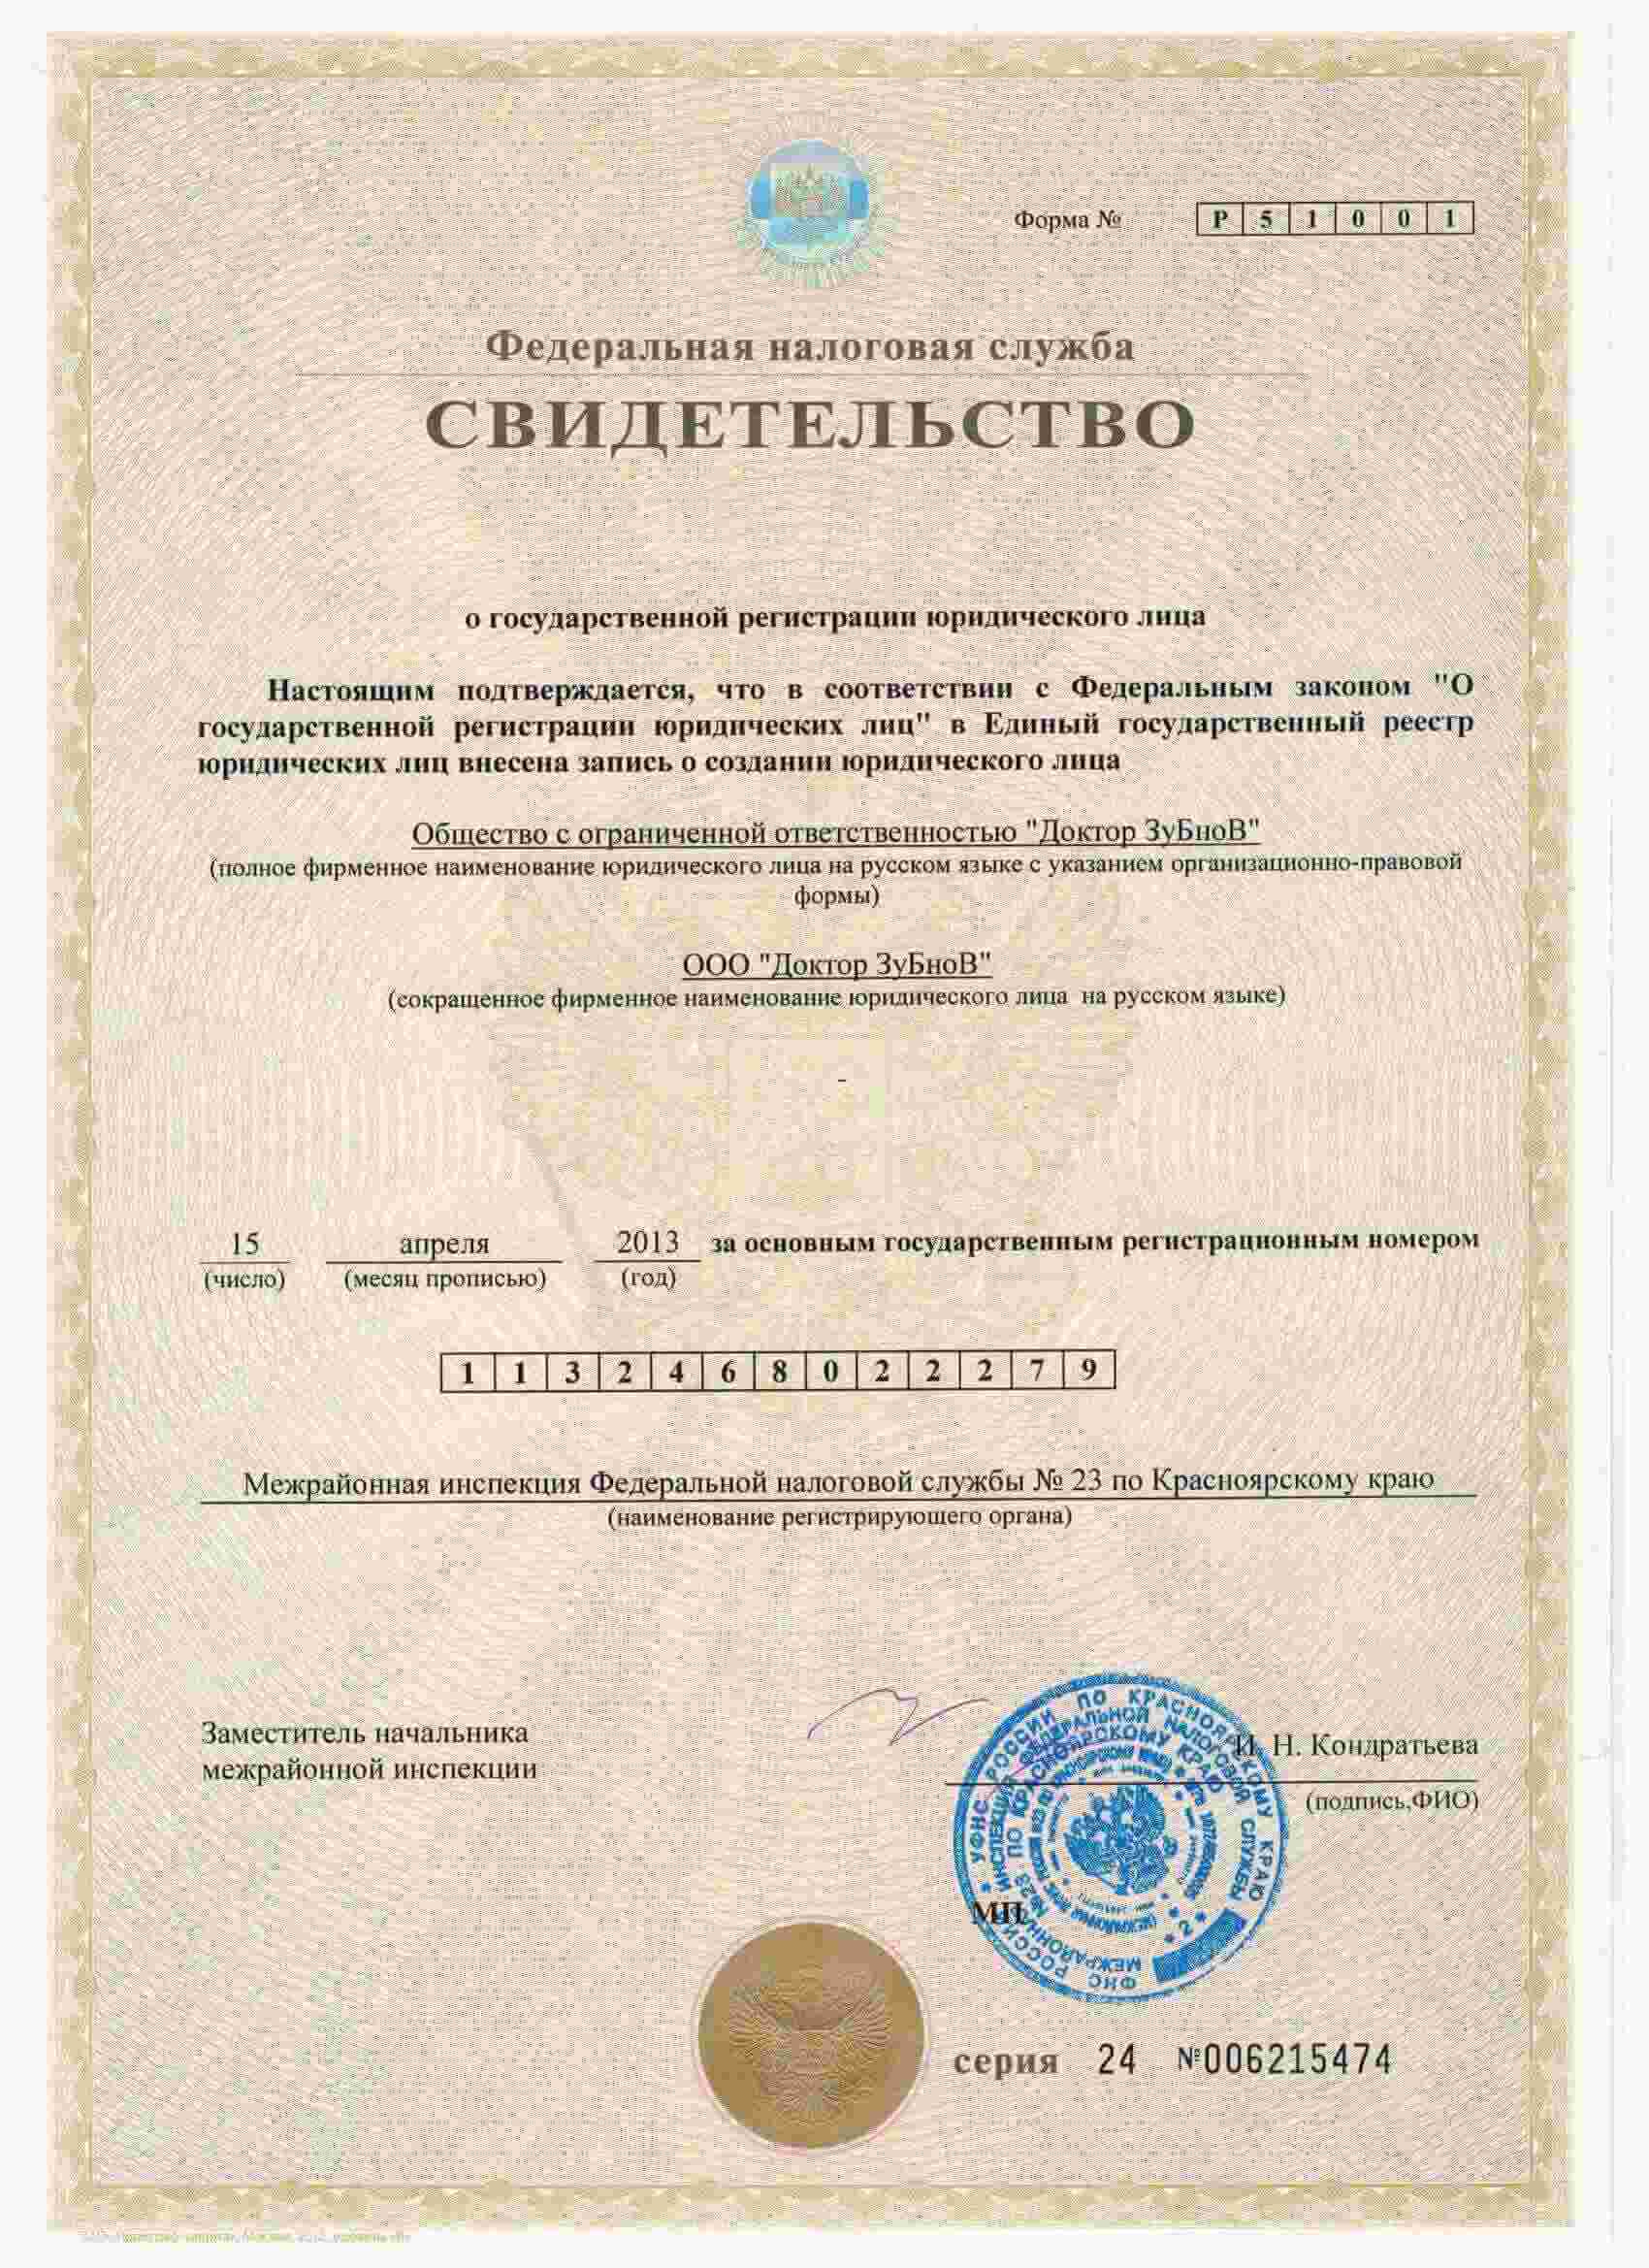 Форма № Р 5 1 0 0 1
Федеральная налоговая служба
СВИДЕТЕЛЬСТВО
о государственной регистрации юридического лица
Настоящим подтверждается, что в соответствии с Федеральным законом "О
государственной регистрации юридических лиц" в Единый государственный реестр
юридических лиц внесена запись о создании юридического лица
Общество с ограниченной ответственностью "Доктор ЗуБноВ"
(полное фирменное наименование юридического лица на русском языке с указанием организационно-правовой
формы)
ООО "Доктор ЗуБноВ"
(сокращенное фирменное наименование юридического лица на русском языке)
-
15 апреля 2013 за основным государственным регистрационным номером
(число) (месяц прописью) (год)
1 1 3 2 4 6 8 0 2 2 2 7 9
Межрайонная инспекция Федеральной налоговой службы № 23 по Красноярскому краю
(наименование регистрирующего органа)
Заместитель начальника
межрайонной инспекции
И. Н. Кондратьева
(подпись,ФИО)
УФНС РОССИИ ПО КРАСНОЯРСКОМУ КРАЮ
ФНС РОССИИ
МЕЖРАЙОННАЯ ИНСПЕКЦИЯ ФЕДЕРАЛЬНОЙ НАЛОГОВОЙ СЛУЖБЫ
№23 ПО КРАСНОЯРСКОМУ КРАЮ
* 2 *
МП
серия 24 №006215474